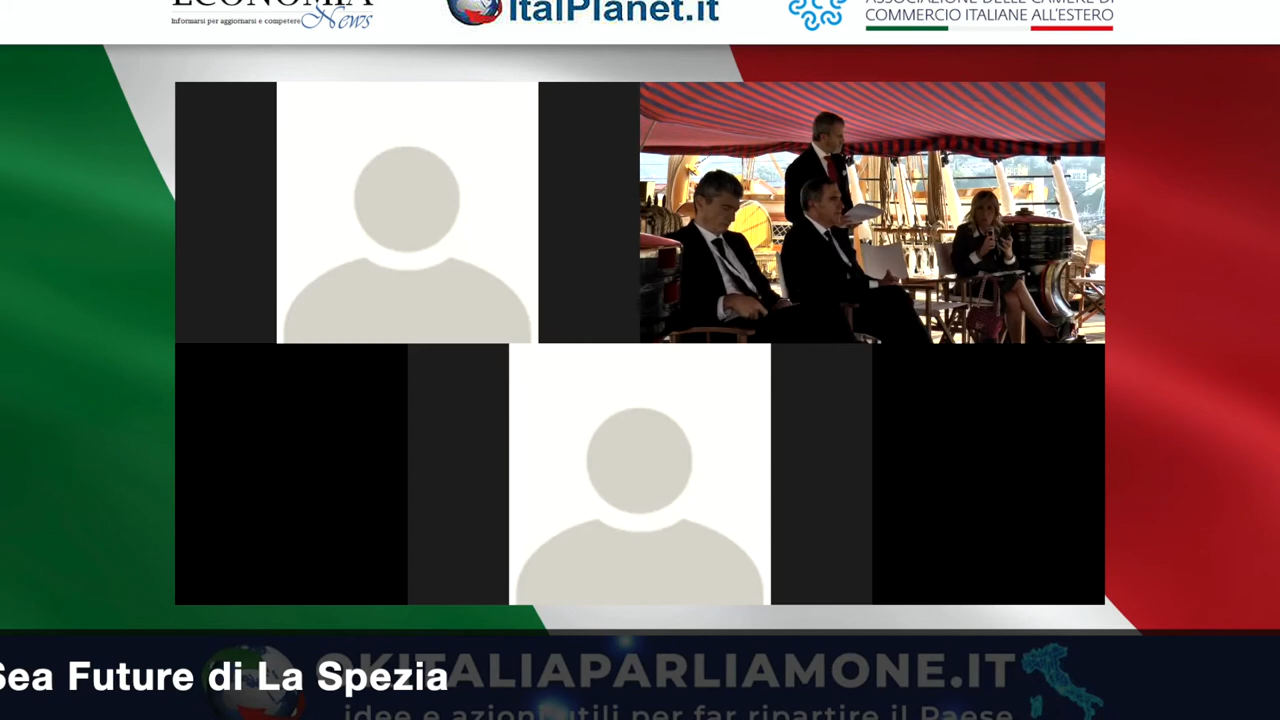 ECONOMIA
Informarsi per aggiornarsi e competere
News
ItalPlanet.it
ASSOCIAZIONE DELLE CAMERE DI
COMMERCIO ITALIANE ALL'ESTERO
Sea Future di La Spezia
OKITALIAPARLIAMONE.IT
idee e azioni utili per far ripartire il Paese